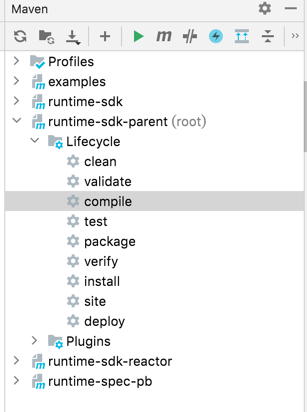 Maven
Profiles
examples
runtime-sdk
runtime-sdk-parent (root)
Lifecycle
clean
validate
compile
test
package
verify
install
site
deploy
Plugins
runtime-sdk-reactor
runtime-spec-pb